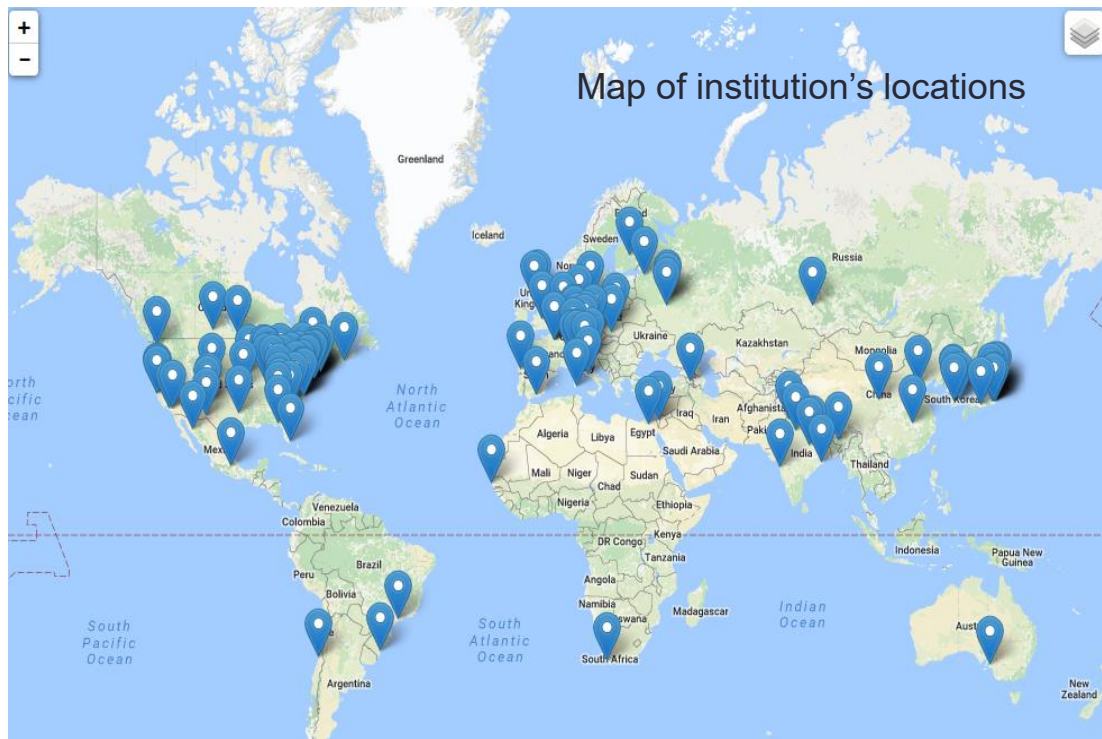 +
−
Map of institution's locations
Greenland
Iceland
Sweden
Russia
Ukraine
Kazakhstan
Mongolia
China
South Korea
North
Atlantic
Ocean
Afghanista
Iraq
Iran
Algeria
Libya
Egypt
Saudi Arabia
India
Thailand
Mali
Niger
Chad
Sudan
Nigeria
Ethiopia
Venezuela
Colombia
DR Congo
Kenya
Tanzania
Indonesia
Papua New
Guinea
Peru
Brazil
Bolivia
Angola
Namibia
Madagascar
Indian
Ocean
South
Pacific
Ocean
South
Atlantic
Ocean
South Africa
Argentina
New
Zealand